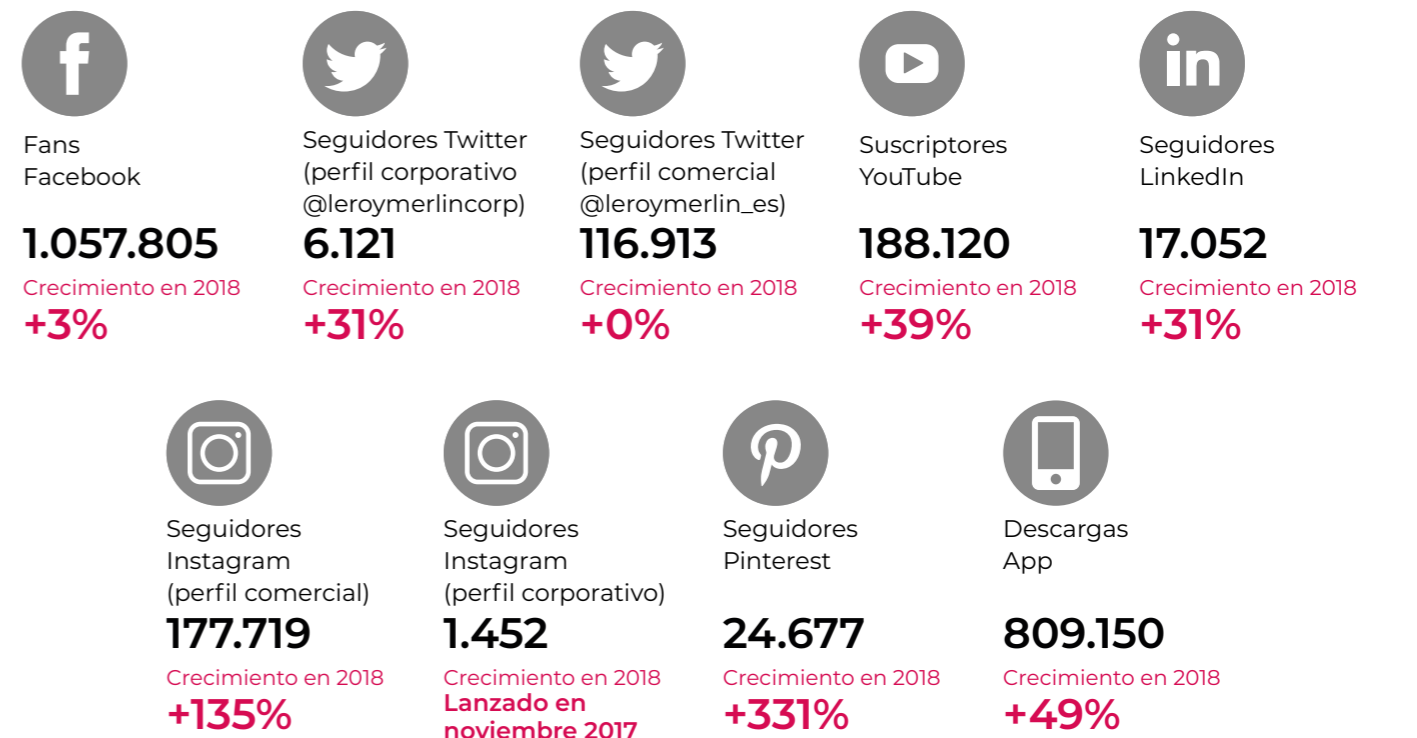 Fans
Facebook
1.057.805
Crecimiento en 2018
+3%
Seguidores Twitter
(perfil corporativo
@leroymerlincorp)
6.121
Crecimiento en 2018
+31%
Seguidores Twitter
(perfil comercial
@leroymerlin_es)
116.913
Crecimiento en 2018
+0%
Suscriptores
YouTube
188.120
Crecimiento en 2018
+39%
in
Seguidores
LinkedIn
17.052
Crecimiento en 2018
+31%
Seguidores
Instagram
(perfil comercial)
177.719
Crecimiento en 2018
+135%
Seguidores
Instagram
(perfil corporativo)
1.452
Crecimiento en 2018
Lanzado en
noviembre 2017
Seguidores
Pinterest
24.677
Crecimiento en 2018
+331%
Descargas
App
809.150
Crecimiento en 2018
+49%